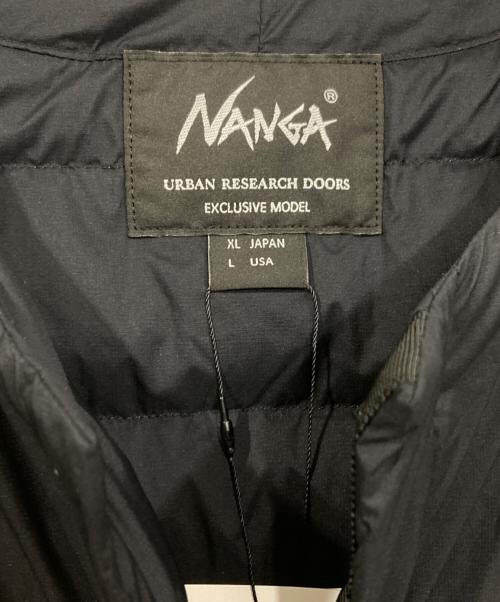 NANGA®
URBAN RESEARCH DOORS
EXCLUSIVE MODEL
XL JAPAN
L USA